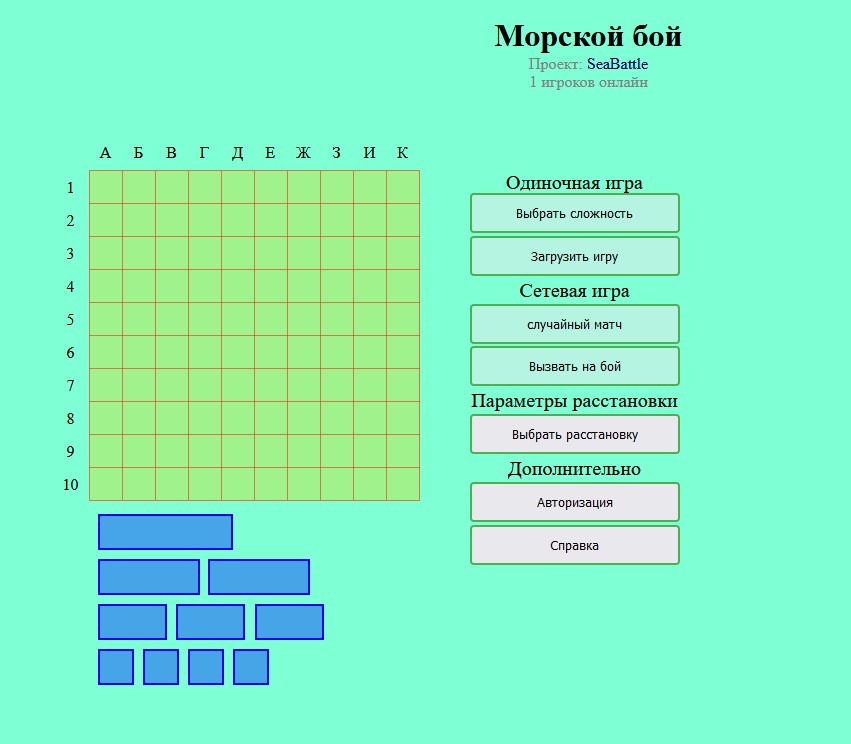 Морской бой
Проект: SeaBattle
1 игроков онлайн
А Б В Г Д Е Ж З И К
1
2
3
4
5
6
7
8
9
10
Одиночная игра
Выбрать сложность
Загрузить игру
Сетевая игра
случайный матч
Вызвать на бой
Параметры расстановки
Выбрать расстановку
Дополнительно
Авторизация
Справка